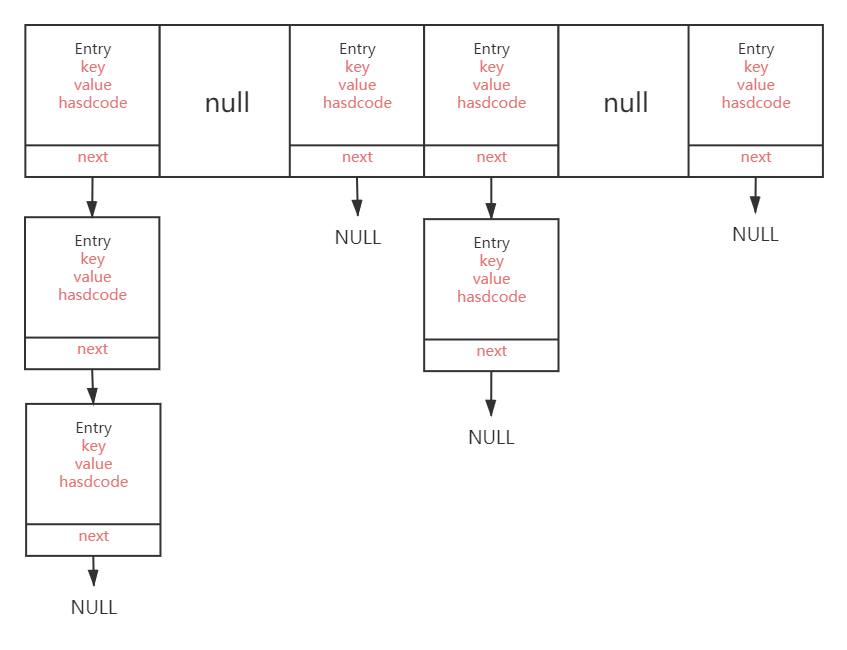 Entry
key
value
hasdcode
next
null
Entry
key
value
hasdcode
next
Entry
key
value
hasdcode
next
null
Entry
key
value
hasdcode
next
NULL
NULL
Entry
key
value
hasdcode
next
Entry
key
value
hasdcode
next
NULL
Entry
key
value
hasdcode
next
NULL